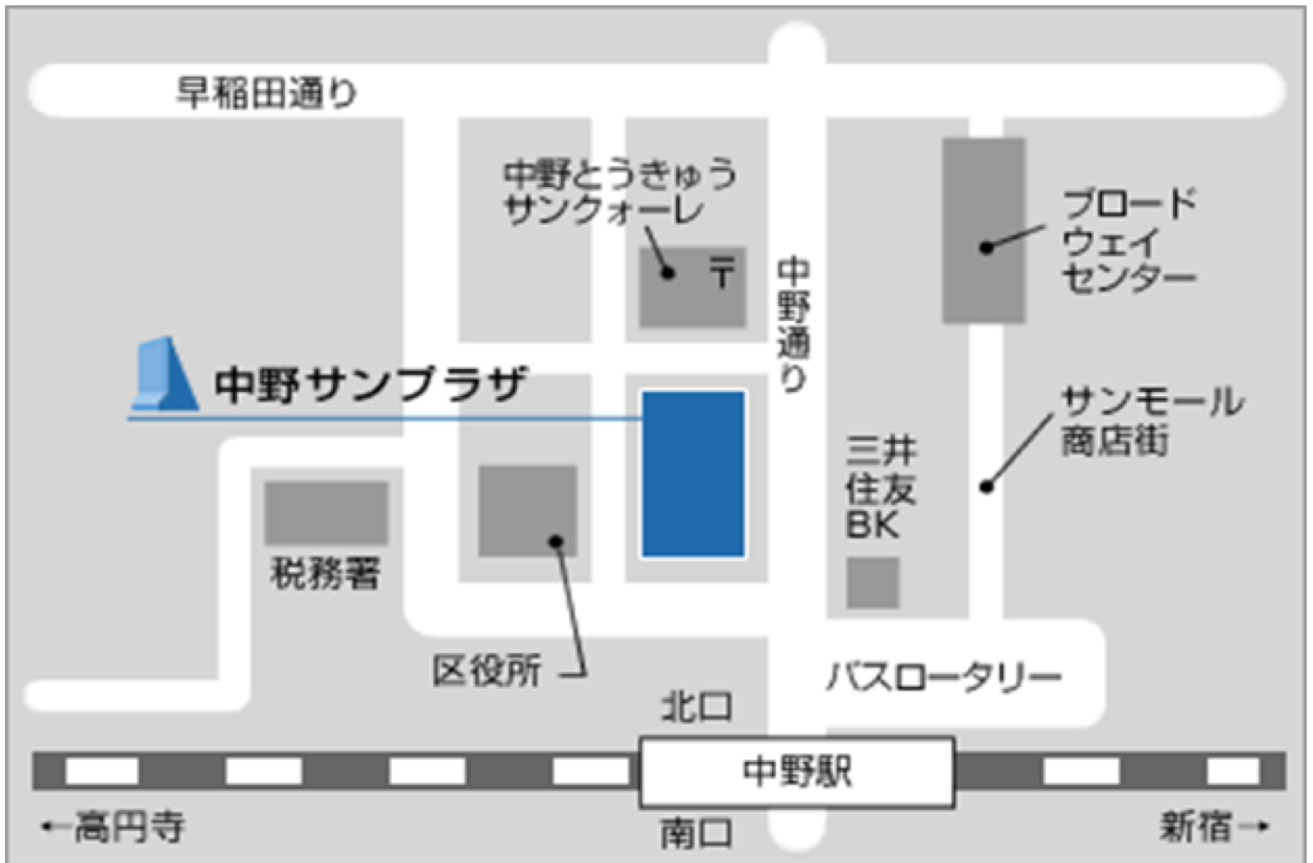 早稲田通り
中野とうきゅう
サンクォーレ
〒
ブロード
ウェイ
センター
中野通り
中野サンプラザ
サンモール
商店街
三井
住友
BK
税務署
区役所
バスロータリー
北口
中野駅
←高円寺
南口
新宿→